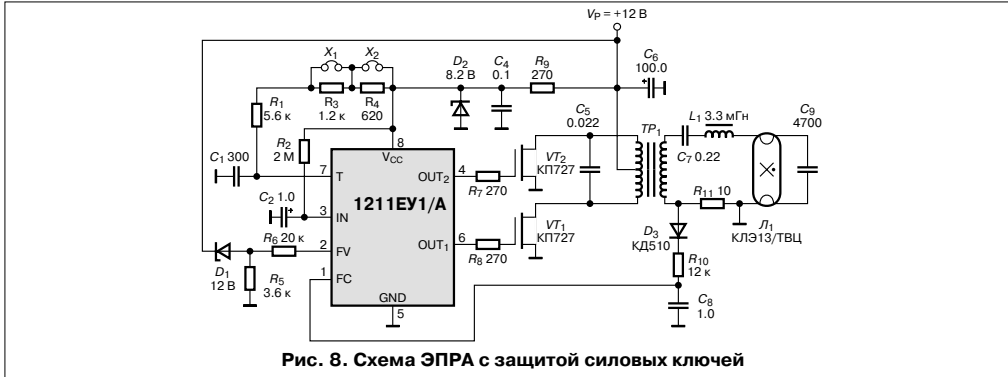 V_P = +12 В
X_1
X_2
D_2
8.2 В
C_4
0.1
R_9
270
C_6
100.0
R_1
5.6 к
R_3
1.2 к
R_4
620
C_5
0.022
TP_1
L_1 3.3 мГн
C_9
4700
R_2
2 М
8
V_CC
VT_2
КП727
C_7 0.22
C_1 300
7
T
OUT_2
4
R_7 270
R_11 10
C_2 1.0
3
IN
1211ЕУ1/А
VT_1
КП727
D_3
КД510
Л_1
КЛЭ13/ТВЦ
R_6 20 к
2
FV
OUT_1
6
R_8 270
D_1
12 В
R_5
3.6 к
1
FC
R_10
12 к
GND
5
C_8
1.0
Рис. 8. Схема ЭПРА с защитой силовых ключей